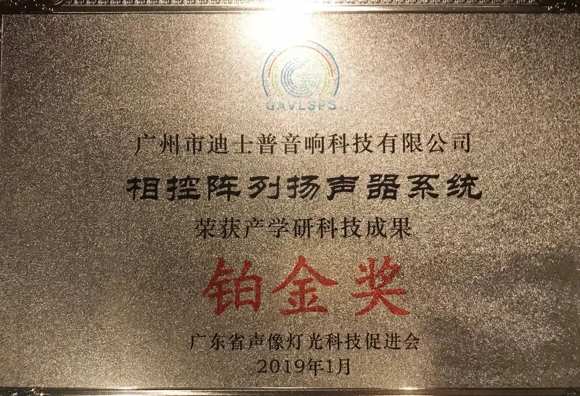 GAVLSPS
广州市迪士普音响科技有限公司
相控阵列扬声器系统
荣获产学研科技成果
铂金奖
广东省声像灯光科技促进会
2019年1月